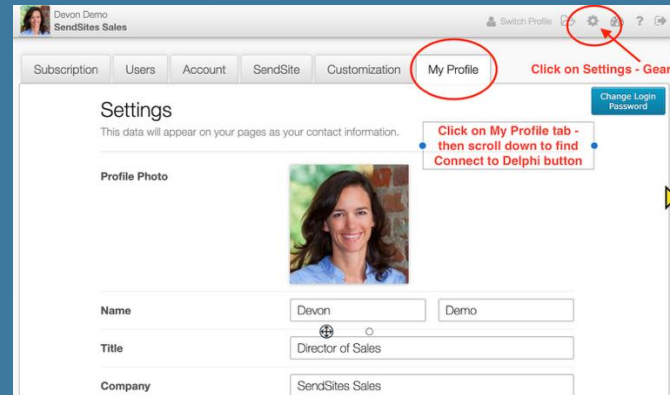 Devon Demo
SendSites Sales
Switch Profile
?
Subscription Users Account SendSite Customization My Profile
Click on Settings - Gear
Change Login
Password
Settings
This data will appear on your pages as your contact information.
Click on My Profile tab -
then scroll down to find
Connect to Delphi button
Profile Photo
Name Devon Demo
Title Director of Sales
Company SendSites Sales